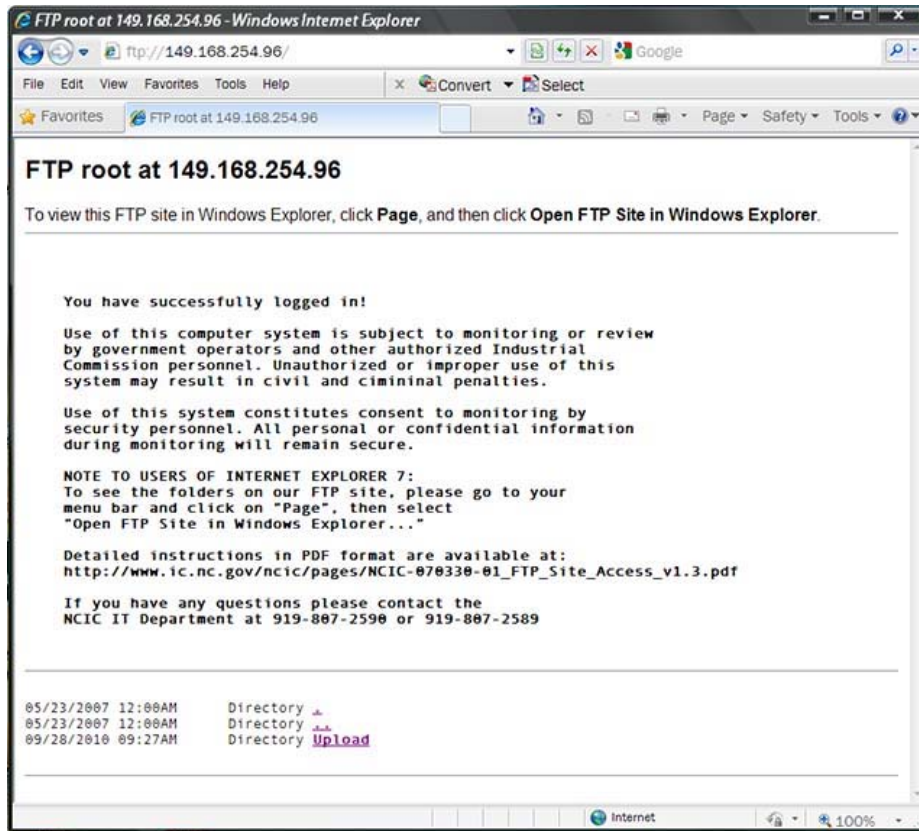 FTP root at 149.168.254.96 - Windows Internet Explorer
ftp://149.168.254.96/
Google
File Edit View Favorites Tools Help
x Convert Select
Favorites
FTP root at 149.168.254.96
Page Safety Tools
FTP root at 149.168.254.96
To view this FTP site in Windows Explorer, click Page, and then click Open FTP Site in Windows Explorer.
You have successfully logged in!
Use of this computer system is subject to monitoring or review
by government operators and other authorized Industrial
Commission personnel. Unauthorized or improper use of this
system may result in civil and cimininal penalties.
Use of this system constitutes consent to monitoring by
security personnel. All personal or confidential information
during monitoring will remain secure.
NOTE TO USERS OF INTERNET EXPLORER 7:
To see the folders on our FTP site, please go to your
menu bar and click on "Page", then select
"Open FTP Site in Windows Explorer..."
Detailed instructions in PDF format are available at:
http://www.ic.nc.gov/ncic/pages/NCIC-070330-01_FTP_Site_Access_v1.3.pdf
If you have any questions please contact the
NCIC IT Department at 919-807-2590 or 919-807-2589
05/23/2007 12:00AM Directory .
05/23/2007 12:00AM Directory ..
09/28/2010 09:27AM Directory Upload
Internet
100%